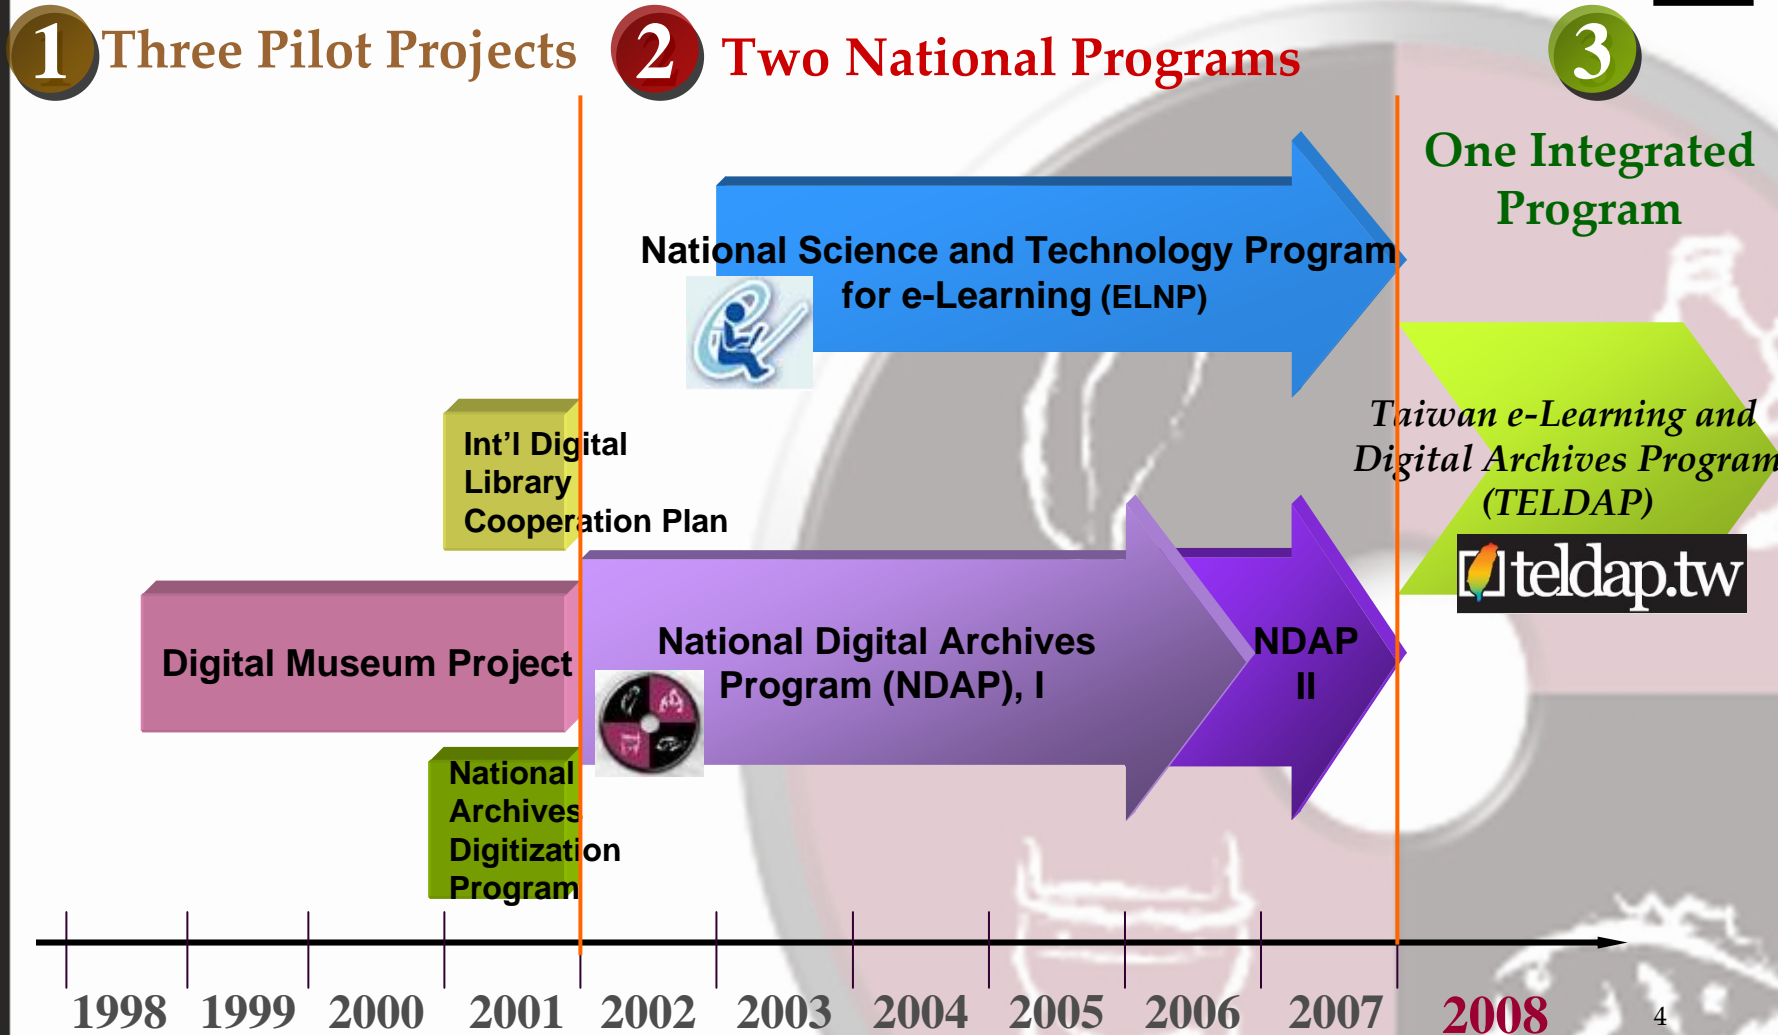 1 Three Pilot Projects
2 Two National Programs
3
One Integrated
Program
National Science and Technology Program
for e-Learning (ELNP)
Int'l Digital
Library
Cooperation Plan
Taiwan e-Learning and
Digital Archives Program
(TELDAP)
teldap.tw
Digital Museum Project
National Digital Archives
Program (NDAP), I
NDAP
II
National
Archives
Digitization
Program
1998 1999 2000 2001 2002 2003 2004 2005 2006 2007 2008
4